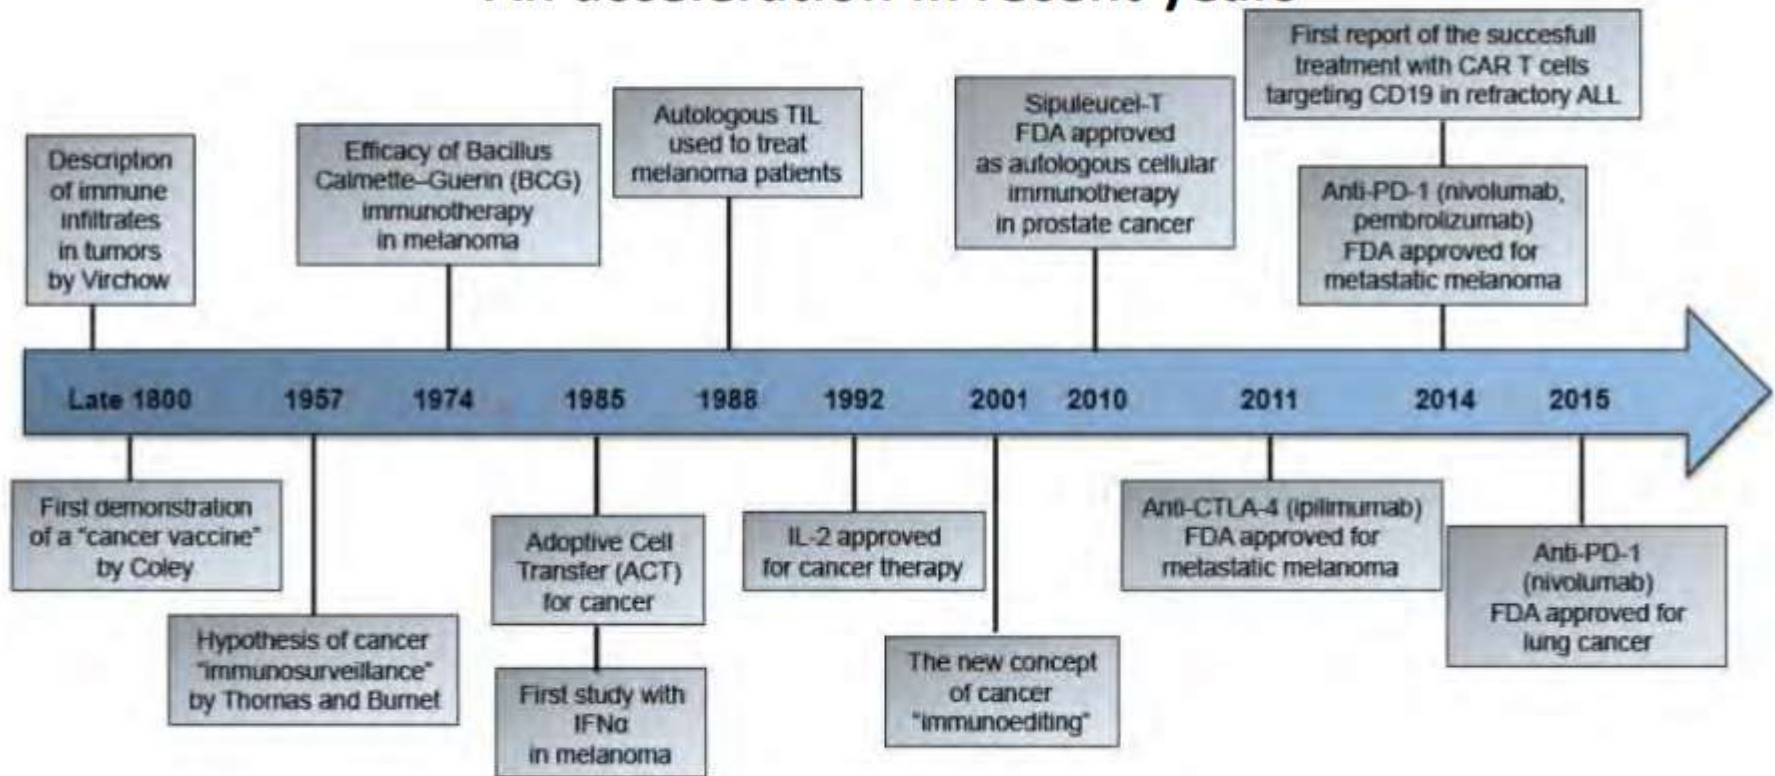 An acceleration in recent years
Description
of immune
infiltrates
in tumors
by Virchow
Efficacy of Bacillus
Calmette–Guerin (BCG)
immunotherapy
in melanoma
Autologous TIL
used to treat
melanoma patients
Sipuleucel-T
FDA approved
as autologous cellular
immunotherapy
in prostate cancer
First report of the succesfull
treatment with CAR T cells
targeting CD19 in refractory ALL
Anti-PD-1 (nivolumab,
pembrolizumab)
FDA approved for
metastatic melanoma
Late 1800 1957 1974 1985 1988 1992 2001 2010 2011 2014 2015
First demonstration
of a "cancer vaccine"
by Coley
Hypothesis of cancer
"immunosurveillance"
by Thomas and Burnet
Adoptive Cell
Transfer (ACT)
for cancer
First study with
IFNα
in melanoma
IL-2 approved
for cancer therapy
The new concept
of cancer
"immunoediting"
Anti-CTLA-4 (ipilimumab)
FDA approved for
metastatic melanoma
Anti-PD-1
(nivolumab)
FDA approved for
lung cancer